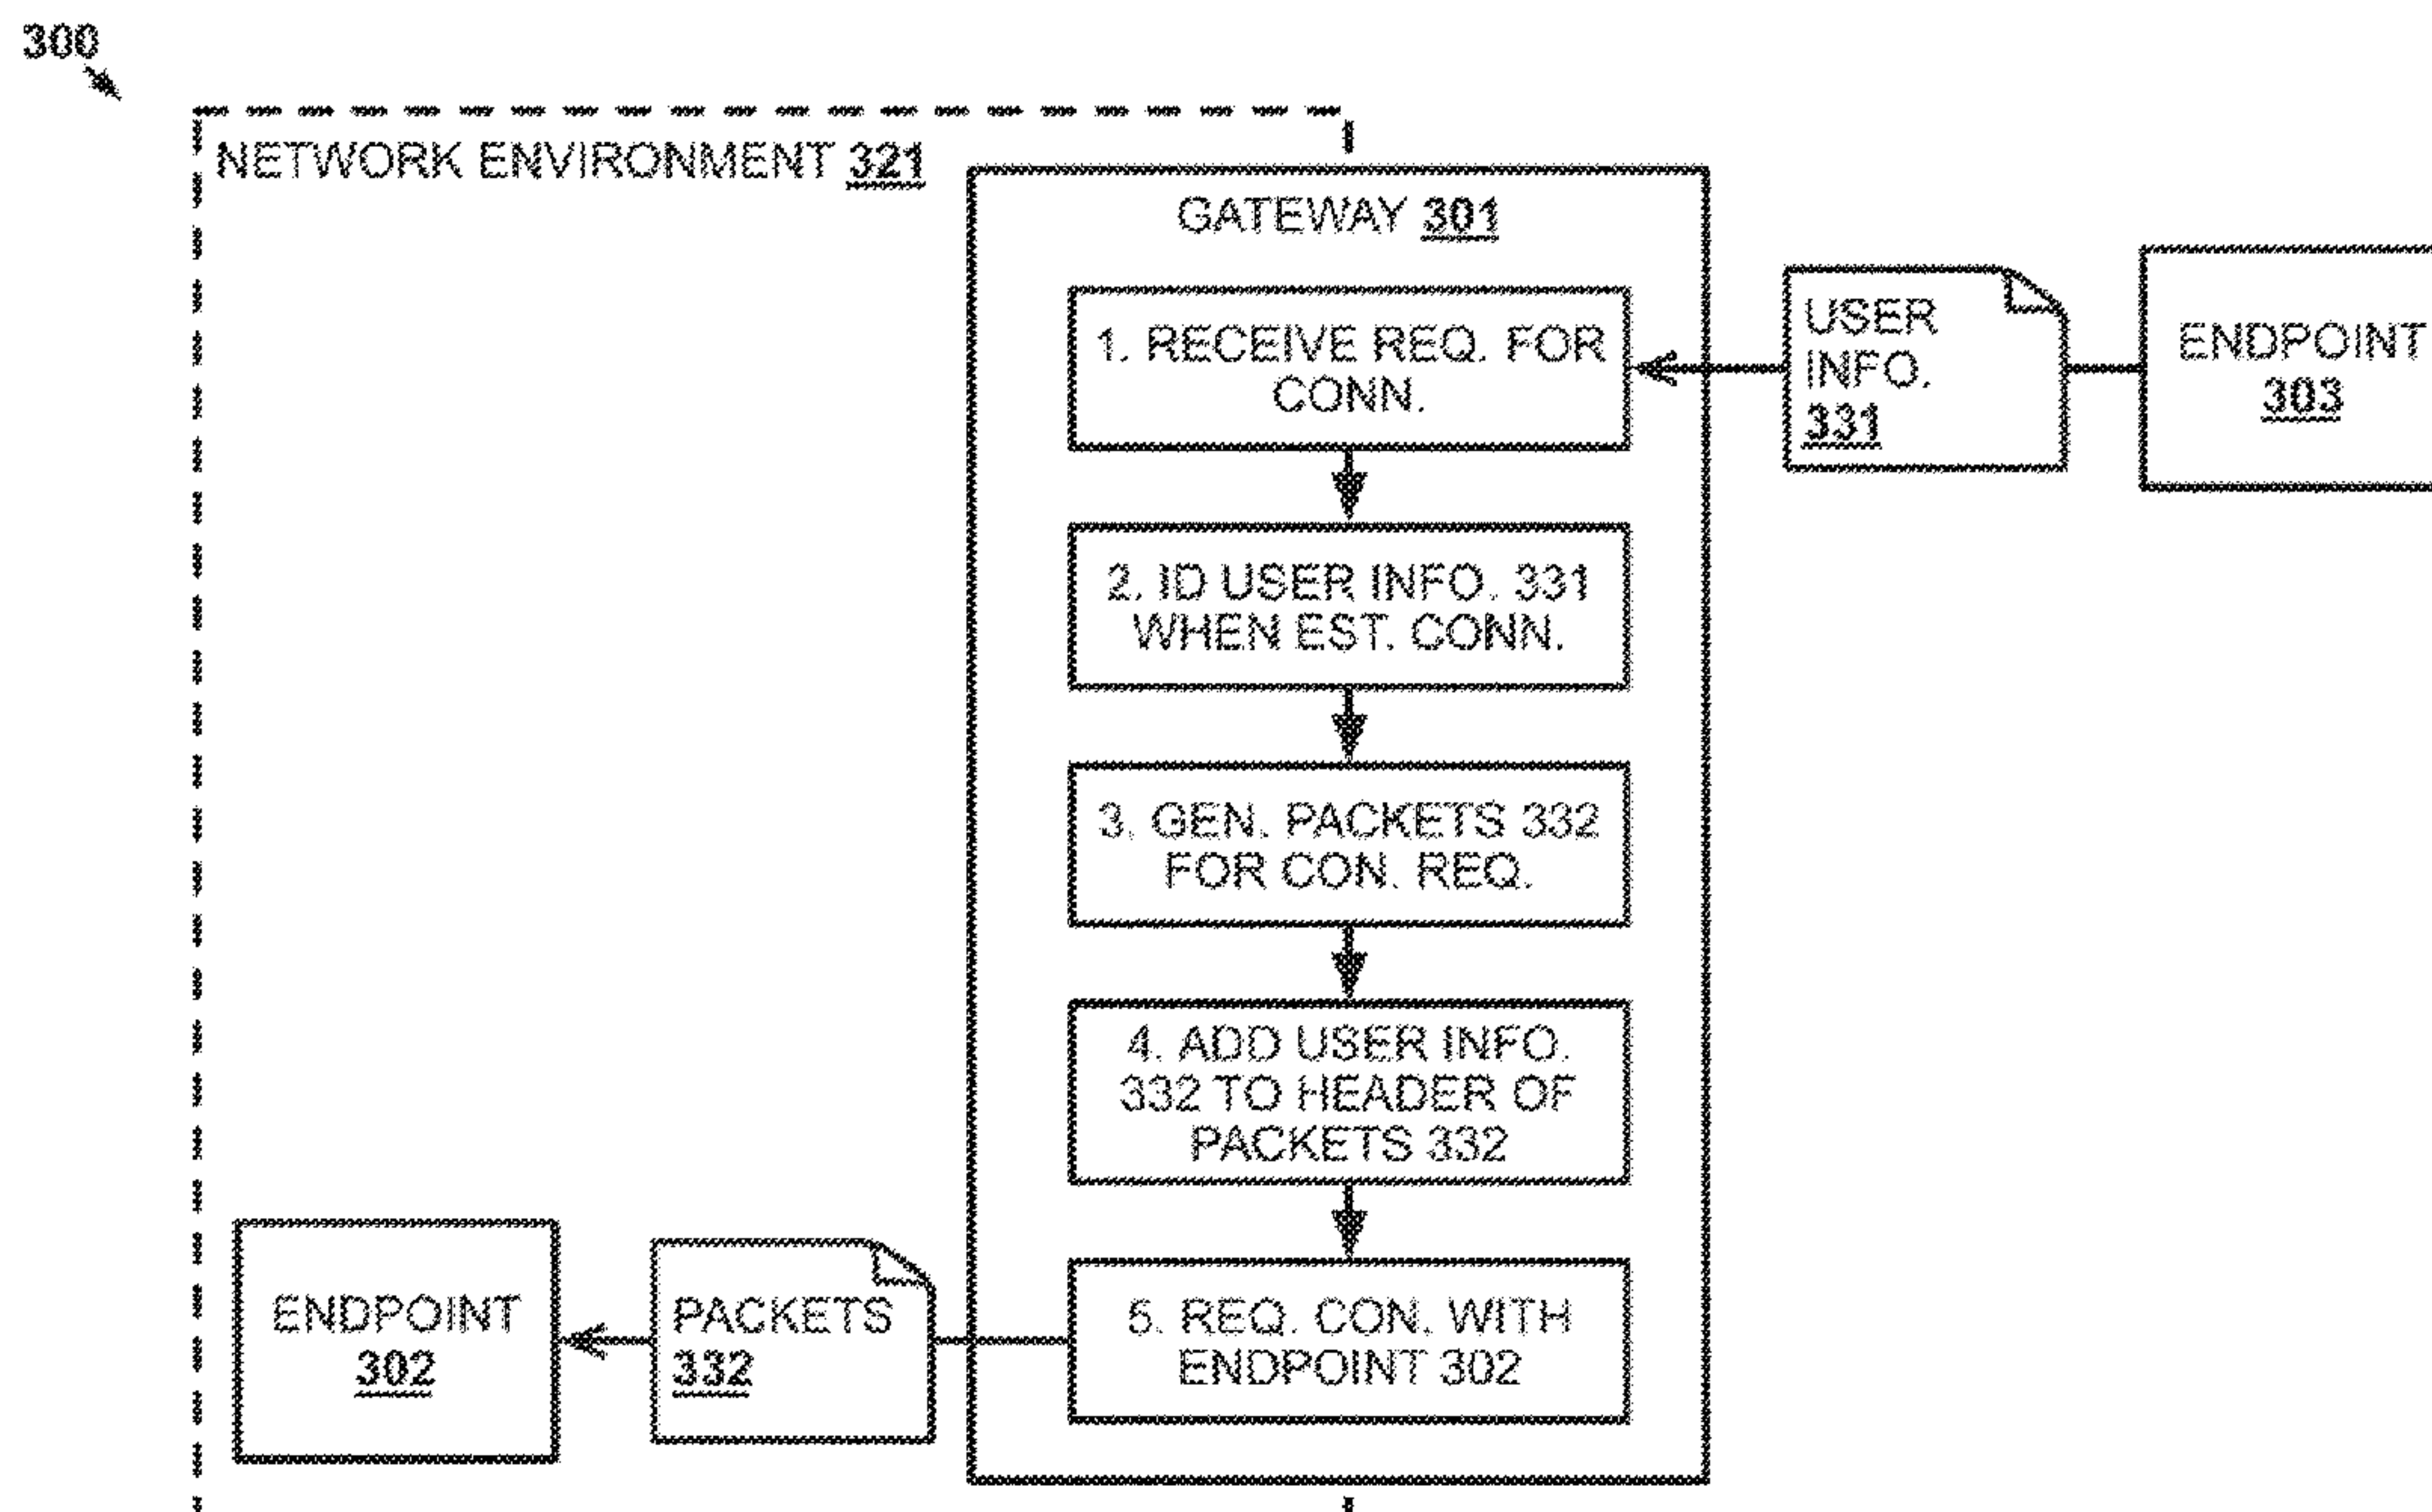 300
NETWORK ENVIRONMENT 321
GATEWAY 301
1. RECEIVE REQ. FOR
CONN.
USER
INFO.
331
ENDPOINT
303
2. ID USER INFO. 331
WHEN EST. CONN.
3. GEN. PACKETS 332
FOR CON. REQ.
4. ADD USER INFO.
332 TO HEADER OF
PACKETS 332
5. REQ. CON. WITH
ENDPOINT 302
PACKETS
332
ENDPOINT
302